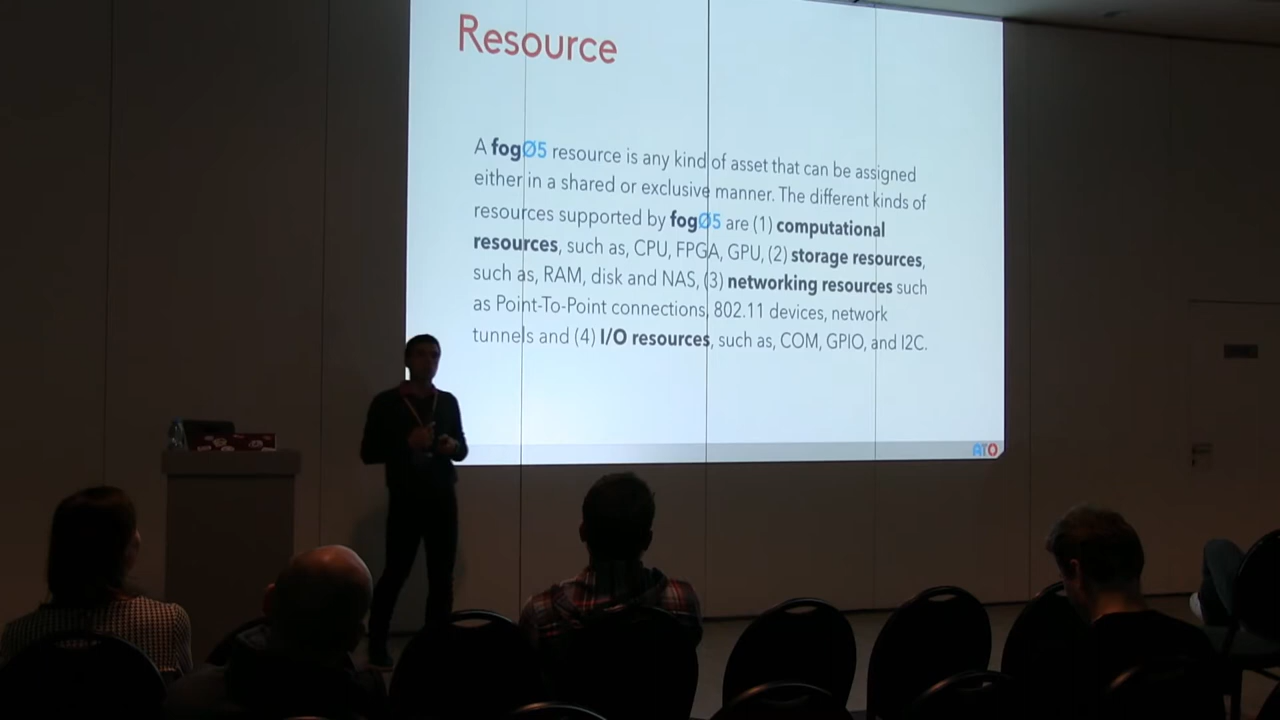 Resource
A fogØ5 resource is any kind of asset that can be assigned
either in a shared or exclusive manner. The different kinds of
resources supported by fogØ5 are (1) computational
resources, such as, CPU, FPGA, GPU, (2) storage resources,
such as, RAM, disk and NAS, (3) networking resources such
as Point-To-Point connections, 802.11 devices, network
tunnels and (4) I/O resources, such as, COM, GPIO, and I2C.
ATO